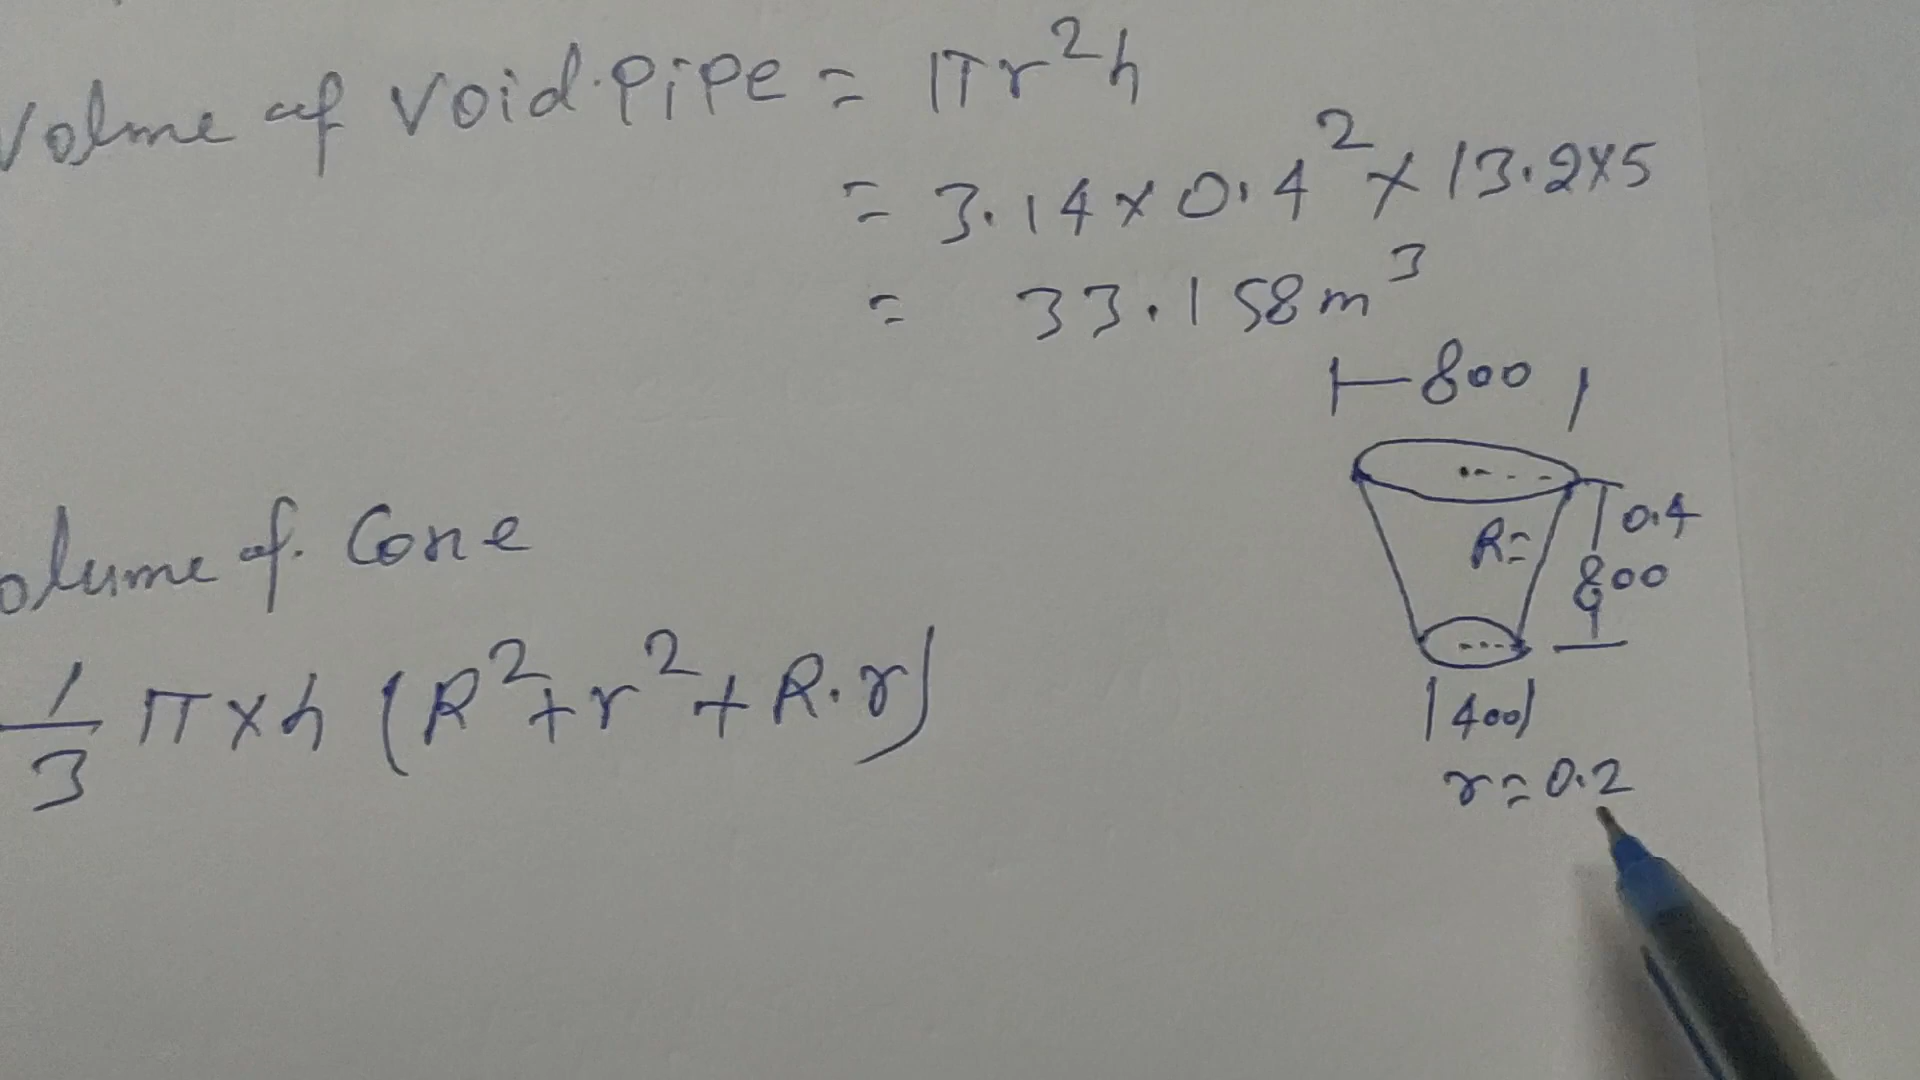 Volme of void pipe = πr²h
= 3.14 × 0.4² × 13.2×5
= 33.158 m³
800
R=
0.4
800
olume of. Cone
1/3 π × h (R² + r² + R.r)
400
r = 0.2